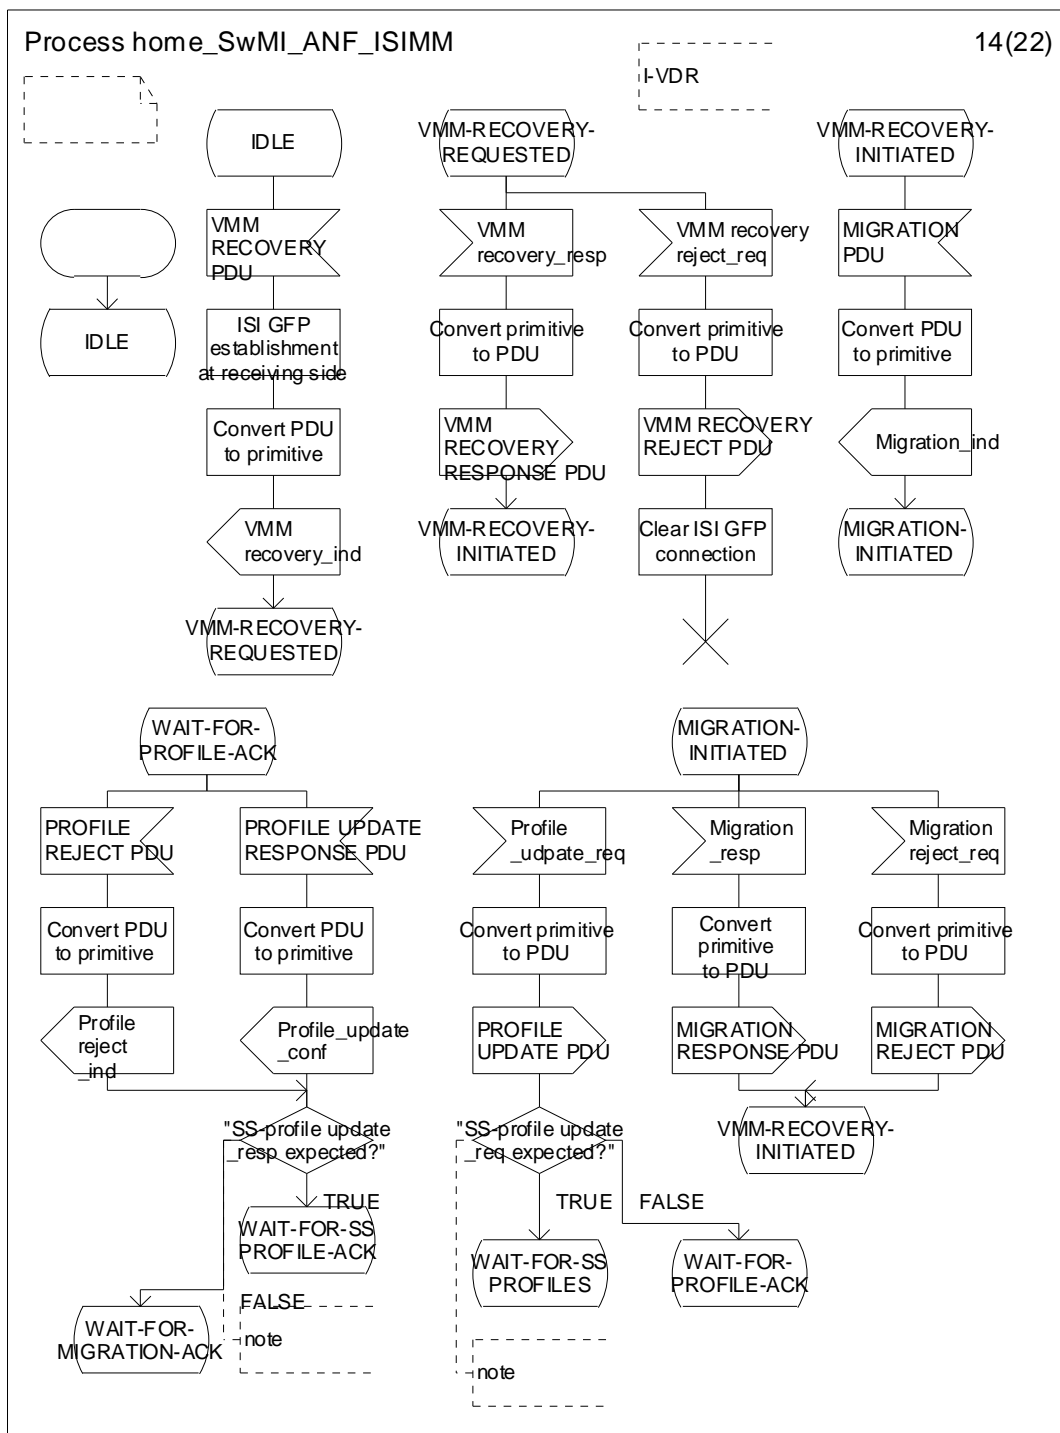 Process home_SwMI_ANF_ISIMM
14(22)
I-VDR
IDLE
VMM-RECOVERY-
REQUESTED
VMM-RECOVERY-
INITIATED
VMM
RECOVERY
PDU
VMM
recovery_resp
VMM recovery
reject_req
MIGRATION
PDU
IDLE
ISI GFP
establishment
at receiving side
Convert primitive
to PDU
Convert primitive
to PDU
Convert PDU
to primitive
Convert PDU
to primitive
VMM
RECOVERY
RESPONSE PDU
VMM RECOVERY
REJECT PDU
Migration_ind
VMM
recovery_ind
VMM-RECOVERY-
INITIATED
Clear ISI GFP
connection
MIGRATION-
INITIATED
VMM-RECOVERY-
REQUESTED
WAIT-FOR-
PROFILE-ACK
MIGRATION-
INITIATED
PROFILE
REJECT PDU
PROFILE UPDATE
RESPONSE PDU
Profile
_udpate_req
Migration
_resp
Migration
reject_req
Convert PDU
to primitive
Convert PDU
to primitive
Convert primitive
to PDU
Convert
primitive
to PDU
Convert primitive
to PDU
Profile
reject
_ind
Profile_update
_conf
PROFILE
UPDATE PDU
MIGRATION
RESPONSE PDU
MIGRATION
REJECT PDU
"SS-profile update
_resp expected?"
"SS-profile update
_req expected?"
VMM-RECOVERY-
INITIATED
TRUE
TRUE
FALSE
WAIT-FOR-SS
PROFILE-ACK
WAIT-FOR-SS
PROFILES
WAIT-FOR-
PROFILE-ACK
FALSE
WAIT-FOR-
MIGRATION-ACK
note
note